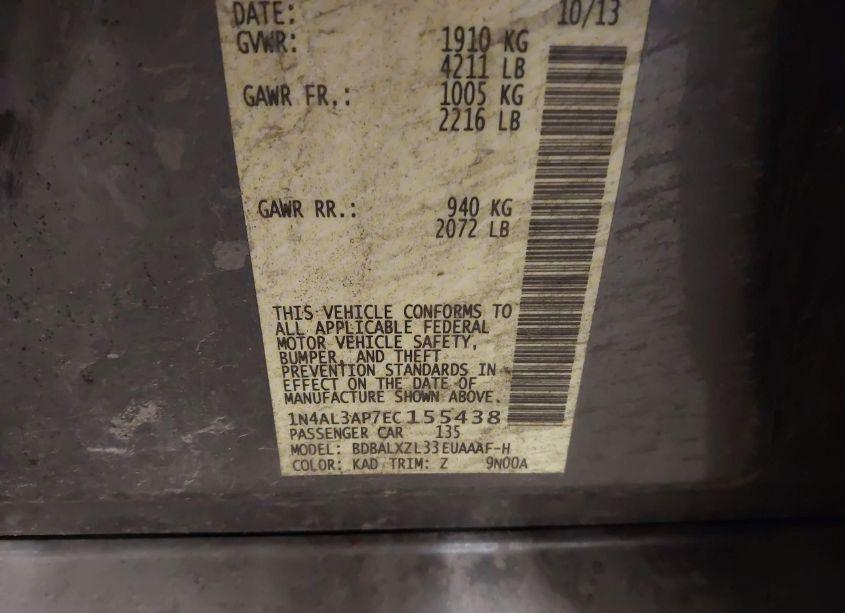 DATE: 10/13
GVWR: 1910 KG
4211 LB
GAWR FR.: 1005 KG
2216 LB
GAWR RR.: 940 KG
2072 LB
THIS VEHICLE CONFORMS TO
ALL APPLICABLE FEDERAL
MOTOR VEHICLE SAFETY,
BUMPER, AND THEFT
PREVENTION STANDARDS IN
EFFECT ON THE DATE OF
MANUFACTURE SHOWN ABOVE.
1N4AL3AP7EC155438
PASSENGER CAR 135
MODEL: BDBALXZL33EUAAAF-H
COLOR: KAD TRIM: Z 9N00A